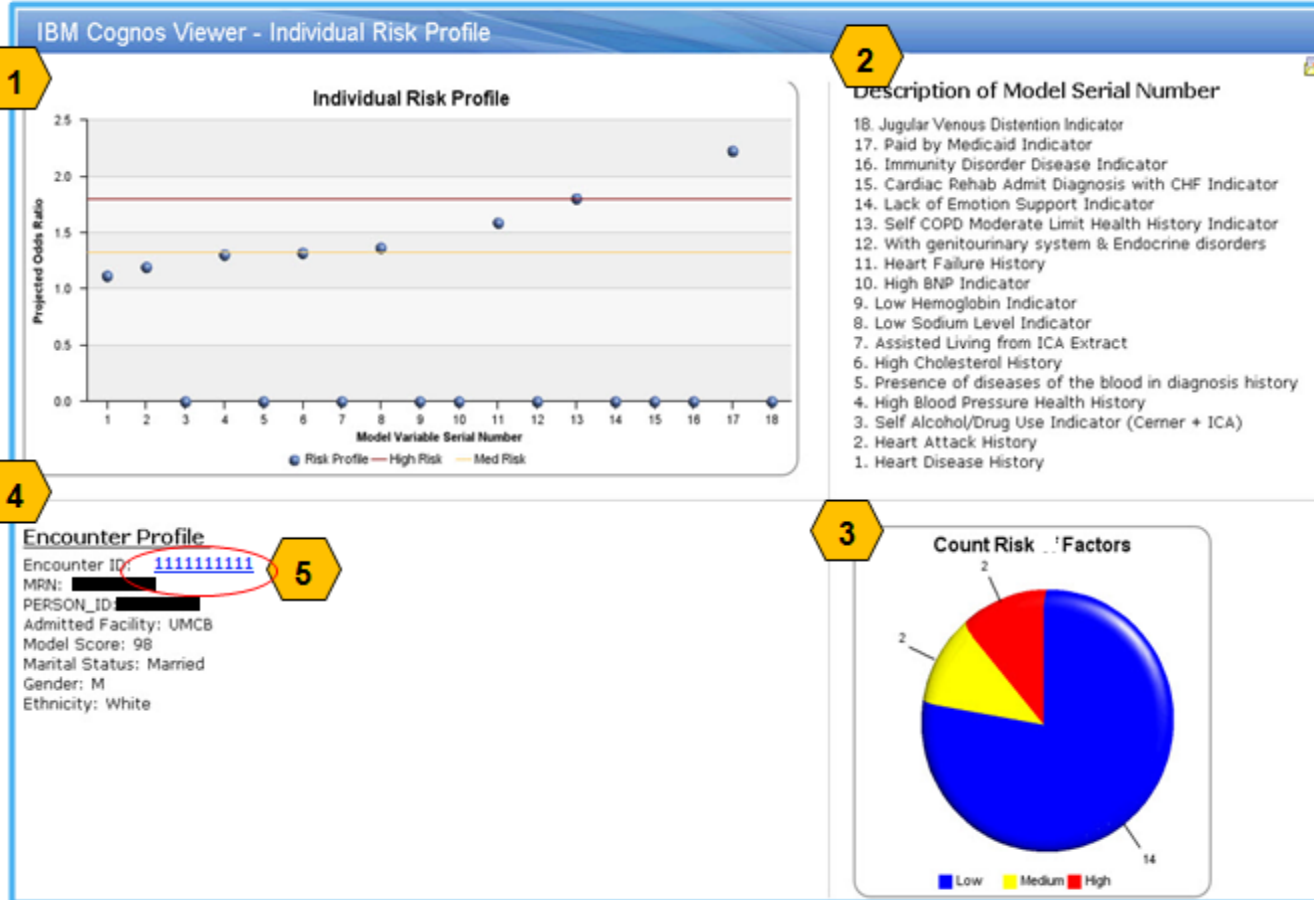 IBM Cognos Viewer - Individual Risk Profile
1
Individual Risk Profile
2.5
2.0
1.5
1.0
0.5
0.0
Projected Odds Ratio
1 2 3 4 5 6 7 8 9 10 11 12 13 14 15 16 17 18
Model Variable Serial Number
Risk Profile High Risk Med Risk
2
Description of Model Serial Number
18. Jugular Venous Distention Indicator
17. Paid by Medicaid Indicator
16. Immunity Disorder Disease Indicator
15. Cardiac Rehab Admit Diagnosis with CHF Indicator
14. Lack of Emotion Support Indicator
13. Self COPD Moderate Limit Health History Indicator
12. With genitourinary system & Endocrine disorders
11. Heart Failure History
10. High BNP Indicator
9. Low Hemoglobin Indicator
8. Low Sodium Level Indicator
7. Assisted Living from ICA Extract
6. High Cholesterol History
5. Presence of diseases of the blood in diagnosis history
4. High Blood Pressure Health History
3. Self Alcohol/Drug Use Indicator (Cerner + ICA)
2. Heart Attack History
1. Heart Disease History
4
Encounter Profile
Encounter ID: 1111111111
5
MRN:
PERSON_ID:
Admitted Facility: UMCB
Model Score: 98
Marital Status: Married
Gender: M
Ethnicity: White
3
Count Risk Factors
2
2
14
Low Medium High